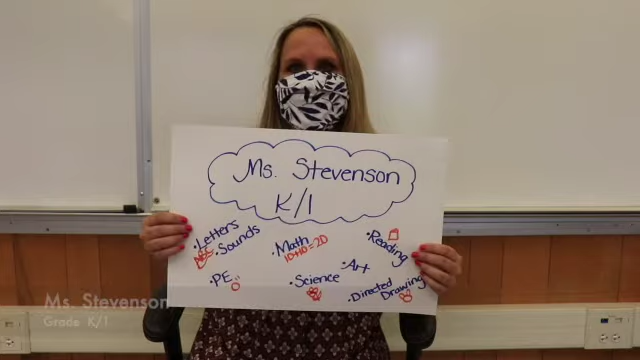 Ms. Stevenson
K/1
• Letters
ABC
• Sounds
• Math
10+10=20
• Reading
• PE
• Science
• Art
• Directed
Drawing
Ms. Stevenson
Grade K/1